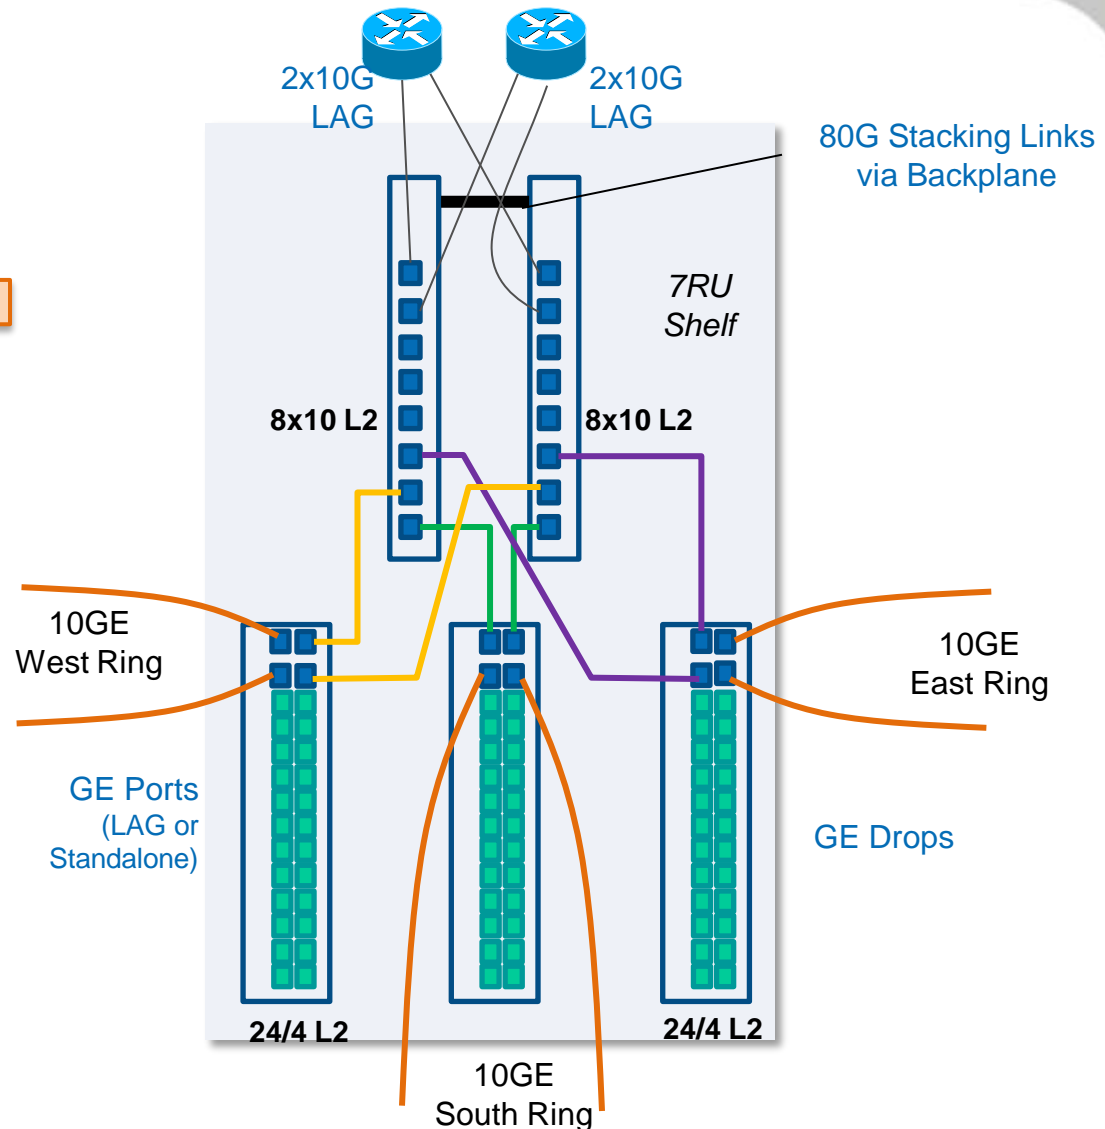 2x10G
LAG
2x10G
LAG
80G Stacking Links
via Backplane
7RU
Shelf
8x10 L2
8x10 L2
10GE
West Ring
10GE
East Ring
GE Ports
(LAG or
Standalone)
GE Drops
24/4 L2
24/4 L2
10GE
South Ring